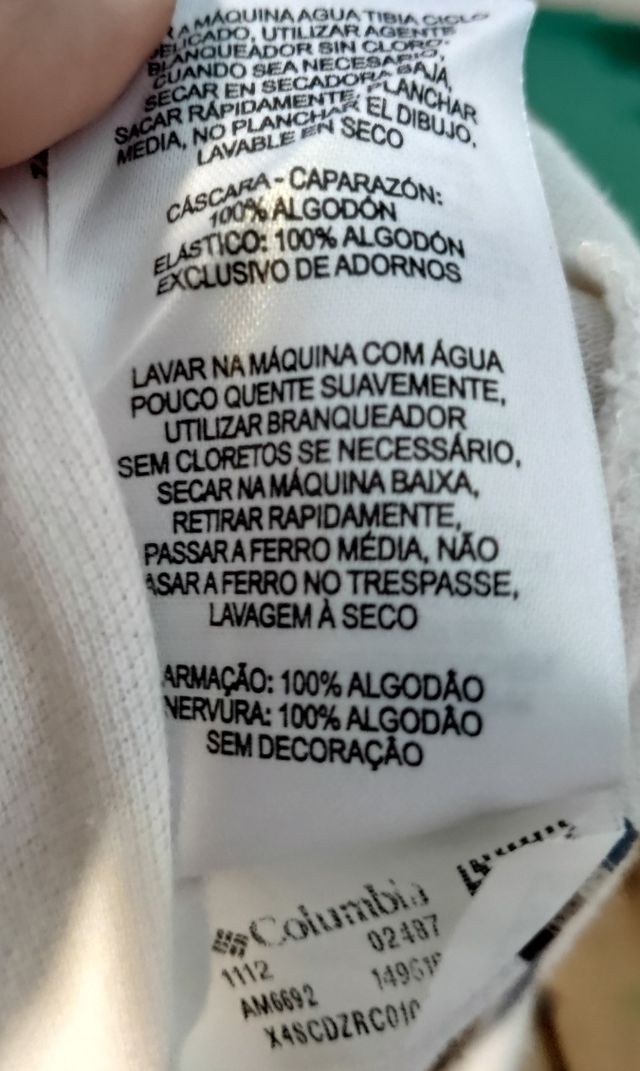 MÁQUINA AGUA TIBIA CICLO
DELICADO, UTILIZAR AGENTE
BLANQUEADOR SIN CLORO
CUANDO SEA NECESARIO,
SECAR EN SECADORA BAJA,
SACAR RÁPIDAMENTE, PLANCHAR
MEDIA, NO PLANCHAR EL DIBUJO,
LAVABLE EN SECO
CÁSCARA - CAPARAZÓN:
100% ALGODÓN
ELÁSTICO: 100% ALGODÓN
EXCLUSIVO DE ADORNOS
LAVAR NA MÁQUINA COM ÁGUA
POUCO QUENTE SUAVEMENTE,
UTILIZAR BRANQUEADOR
SEM CLORETOS SE NECESSÁRIO,
SECAR NA MÁQUINA BAIXA,
RETIRAR RAPIDAMENTE,
PASSAR A FERRO MÉDIA, NÃO
ASAR A FERRO NO TRESPASSE,
LAVAGEM À SECO
ARMAÇÃO: 100% ALGODÃO
NERVURA: 100% ALGODÃO
SEM DECORAÇÃO
Columbia
1112 02487
AM6692